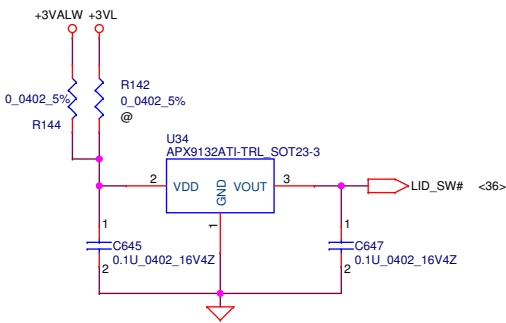 +3VALW +3VL
R142
0_0402_5% 0_0402_5%
@
R144
U34
APX9132ATI-TRL_SOT23-3
2 VDD GND VOUT 3
LID_SW# <36>
1
1 1
C645 C647
0.1U_0402_16V4Z 0.1U_0402_16V4Z
2 2